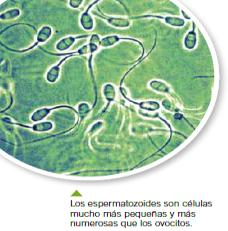 Los espermatozoides son células
mucho más pequeñas y más
numerosas que los ovocitos.